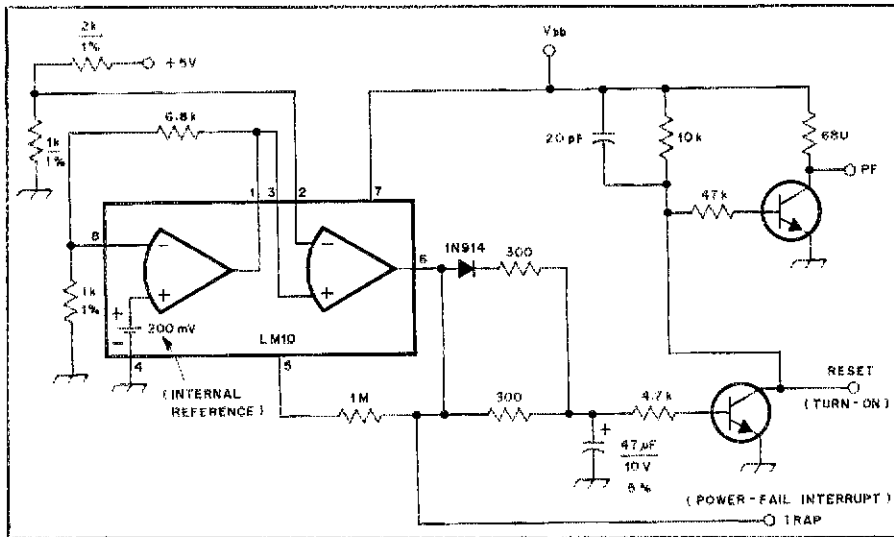 2k
1%
+5V
Vbb
6.8k
1k
1%
20 pF
10k
680
PF
1 3 2
7
47k
8
6
1N914
300
1k
1%
+
-
200 mV
LM10
4
5
(INTERNAL
REFERENCE)
1M
300
4.7k
RESET
(TURN-ON)
+
47µF
10V
5%
(POWER-FAIL INTERRUPT)
TRAP